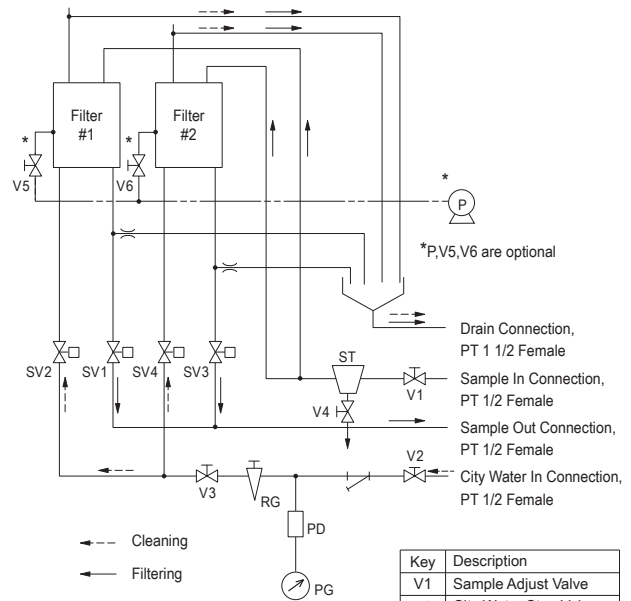 Filter
#1
Filter
#2
*
*
*
V5
V6
P
*P,V5,V6 are optional
Drain Connection,
PT 1 1/2 Female
SV2
SV1
SV4
SV3
ST
V1
Sample In Connection,
PT 1/2 Female
V4
Sample Out Connection,
PT 1/2 Female
V2
City Water In Connection,
PT 1/2 Female
V3
RG
PD
PG
Cleaning
Filtering
Key Description
V1 Sample Adjust Valve